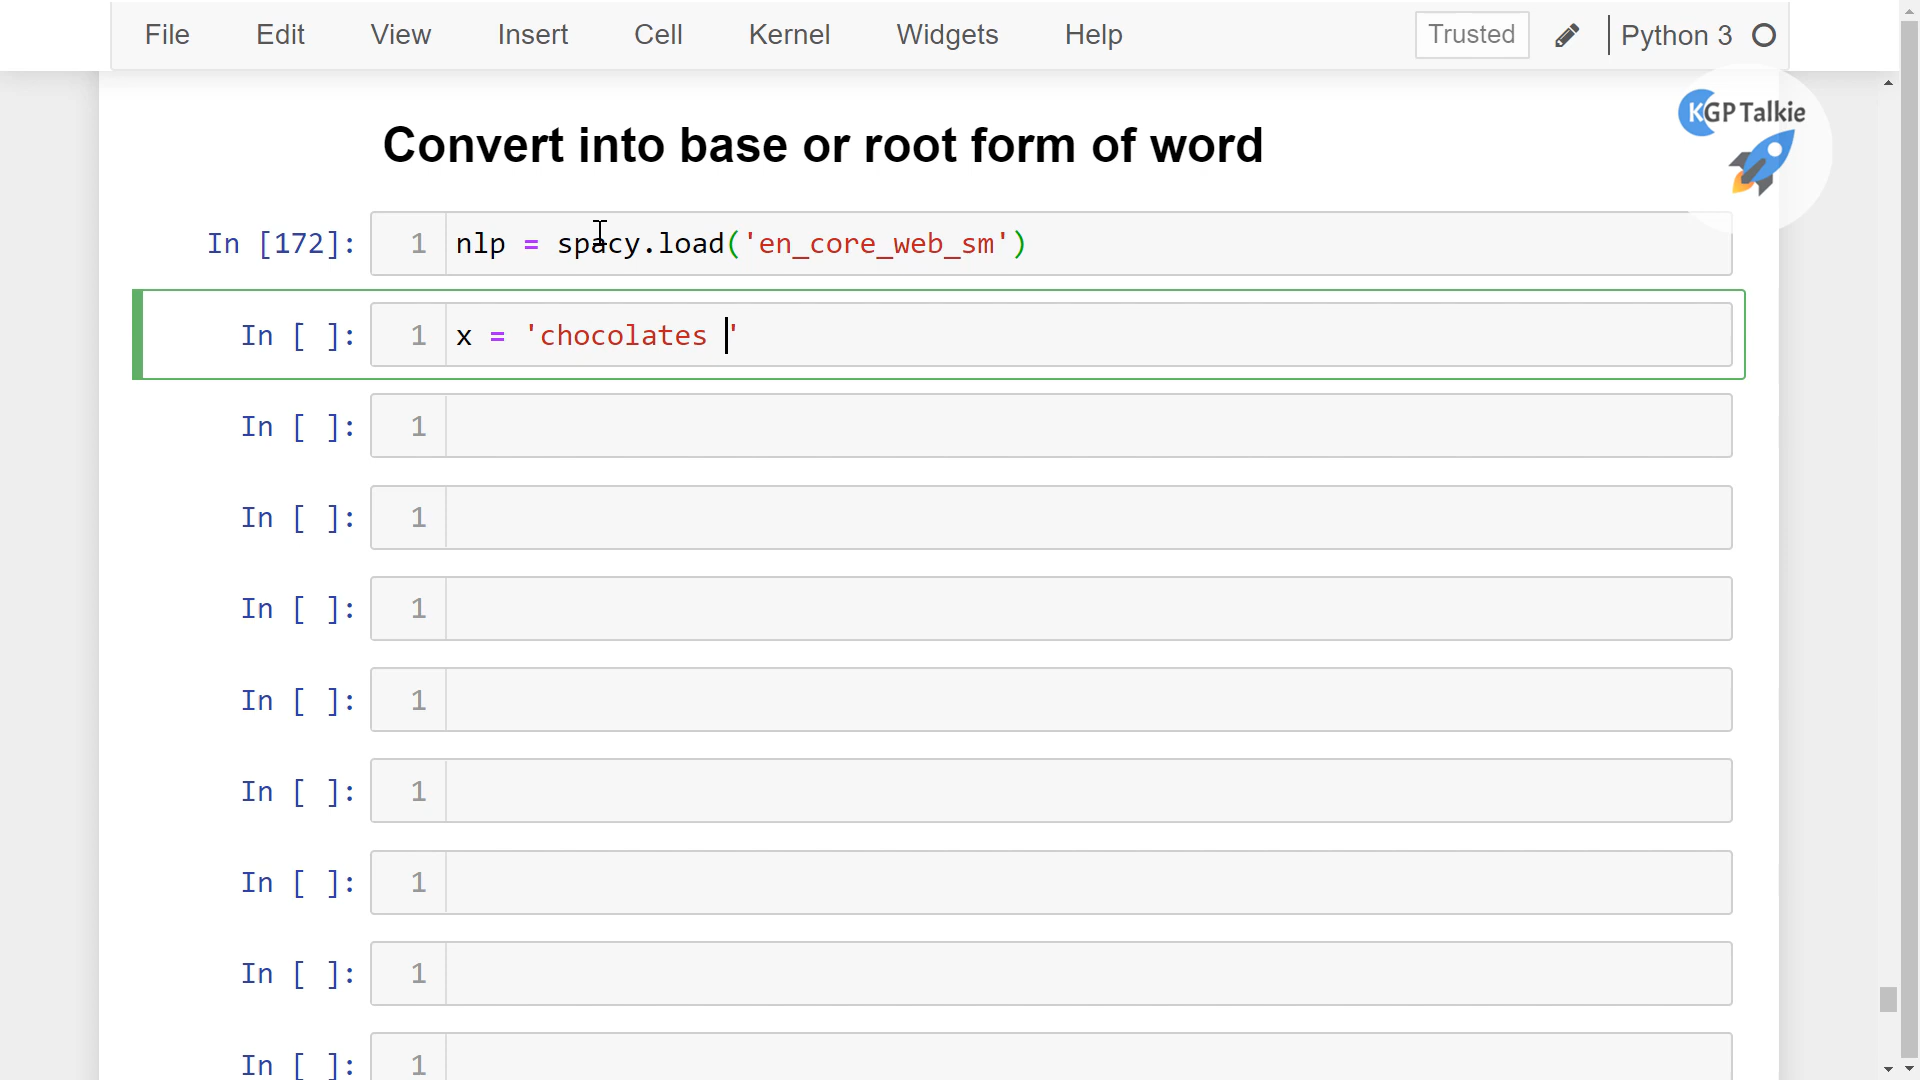 File Edit View Insert Cell Kernel Widgets Help Trusted Python 3
KGP Talkie
Convert into base or root form of word
In [172]: 1 nlp = spacy.load('en_core_web_sm')
In [ ]: 1 x = 'chocolates '
In [ ]: 1
In [ ]: 1
In [ ]: 1
In [ ]: 1
In [ ]: 1
In [ ]: 1
In [ ]: 1
In [ ]: 1